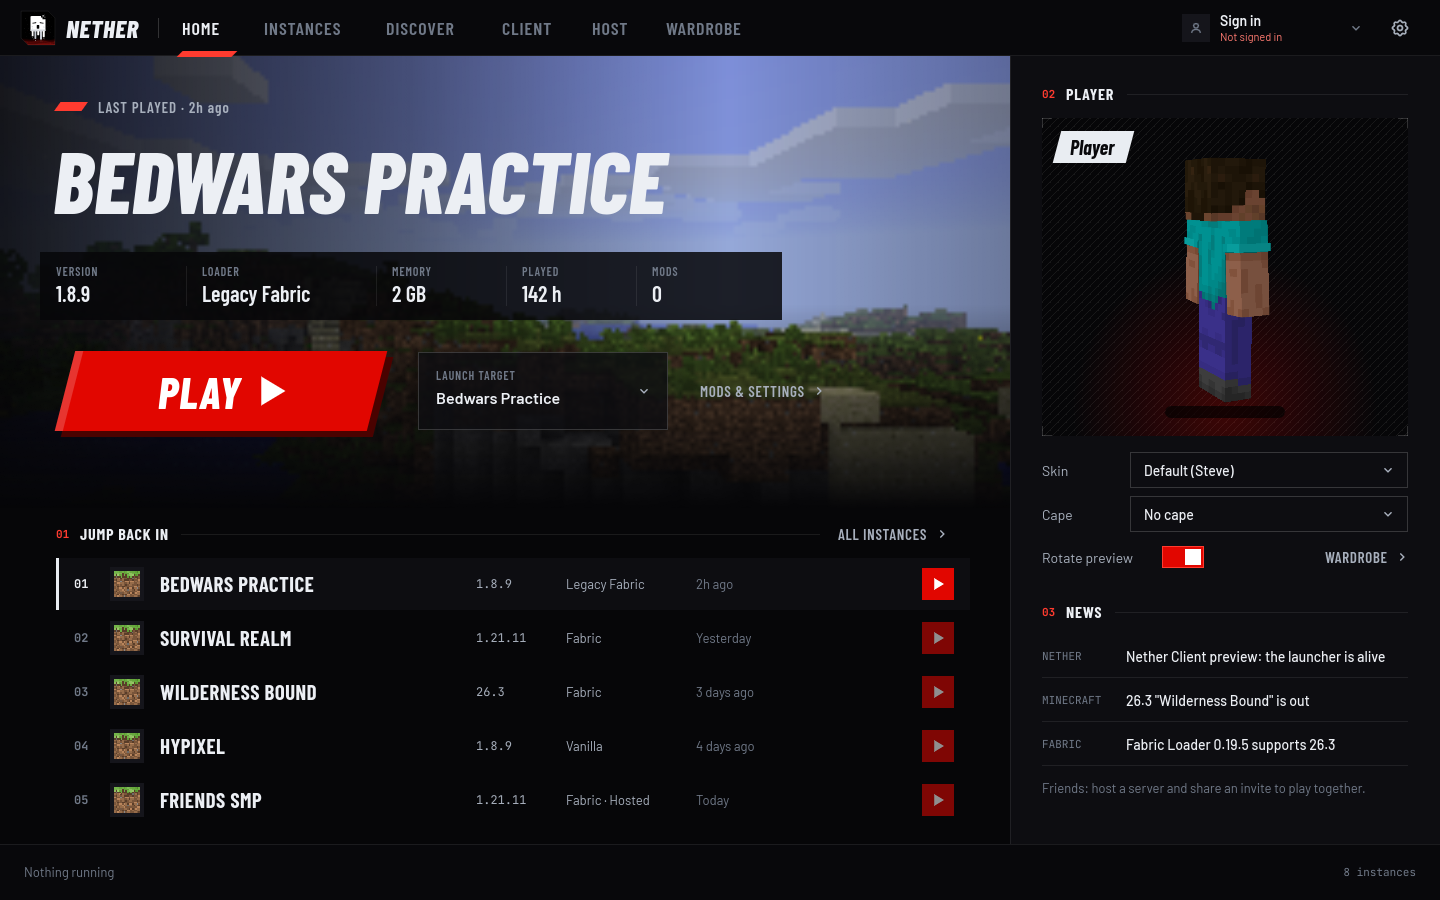 NETHER
HOME
INSTANCES
DISCOVER
CLIENT
HOST
WARDROBE
Sign in
Not signed in
LAST PLAYED · 2h ago
BEDWARS PRACTICE
VERSION
1.8.9
LOADER
Legacy Fabric
MEMORY
2 GB
PLAYED
142 h
MODS
0
PLAY
LAUNCH TARGET
Bedwars Practice
MODS & SETTINGS
01 JUMP BACK IN
ALL INSTANCES
01 BEDWARS PRACTICE 1.8.9 Legacy Fabric 2h ago
02 SURVIVAL REALM 1.21.11 Fabric Yesterday
03 WILDERNESS BOUND 26.3 Fabric 3 days ago
04 HYPIXEL 1.8.9 Vanilla 4 days ago
05 FRIENDS SMP 1.21.11 Fabric · Hosted Today
02 PLAYER
Player
Skin Default (Steve)
Cape No cape
Rotate preview
WARDROBE
03 NEWS
NETHER Nether Client preview: the launcher is alive
MINECRAFT 26.3 "Wilderness Bound" is out
FABRIC Fabric Loader 0.19.5 supports 26.3
Friends: host a server and share an invite to play together.
Nothing running
8 instances